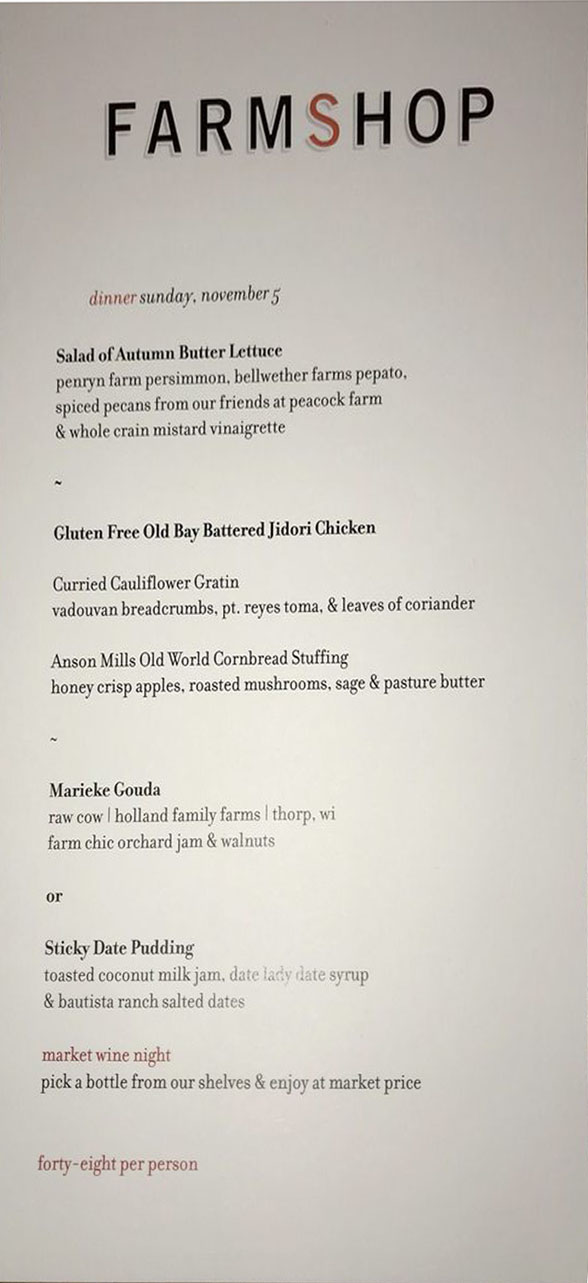 FARMSHOP
dinner sunday, november 5
Salad of Autumn Butter Lettuce
penryn farm persimmon, bellwether farms pepato,
spiced pecans from our friends at peacock farm
& whole crain mistard vinaigrette
~
Gluten Free Old Bay Battered Jidori Chicken
Curried Cauliflower Gratin
vadouvan breadcrumbs, pt. reyes toma, & leaves of coriander
Anson Mills Old World Cornbread Stuffing
honey crisp apples, roasted mushrooms, sage & pasture butter
~
Marieke Gouda
raw cow | holland family farms | thorp, wi
farm chic orchard jam & walnuts
or
Sticky Date Pudding
toasted coconut milk jam, date lady date syrup
& bautista ranch salted dates
market wine night
pick a bottle from our shelves & enjoy at market price
forty-eight per person